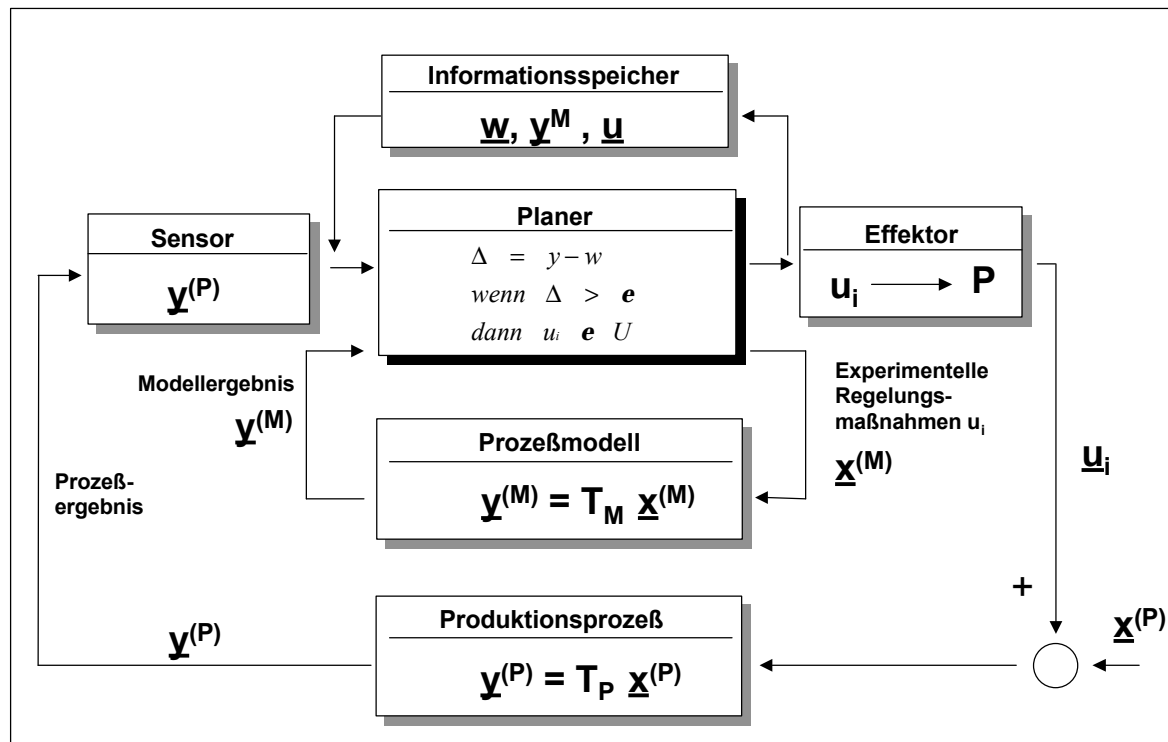 Informationsspeicher
w, y^M , u
Planer
Δ = y – w
wenn Δ > e
dann u_i e U
Sensor
y^(P)
Effektor
u_i ⟶ P
Modellergebnis
y^(M)
Experimentelle
Regelungs-
maßnahmen u_i
x^(M)
Prozeßmodell
y^(M) = T_M x^(M)
Prozeß-
ergebnis
u_i
+
x^(P)
y^(P)
Produktionsprozeß
y^(P) = T_P x^(P)